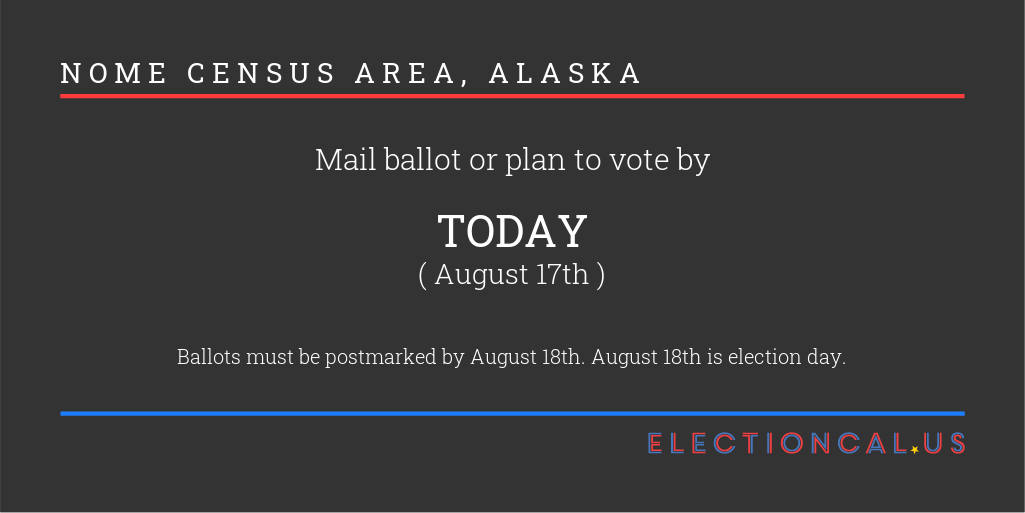 NOME CENSUS AREA, ALASKA
Mail ballot or plan to vote by
TODAY
( August 17th )
Ballots must be postmarked by August 18th. August 18th is election day.
ELECTIONCAL★US